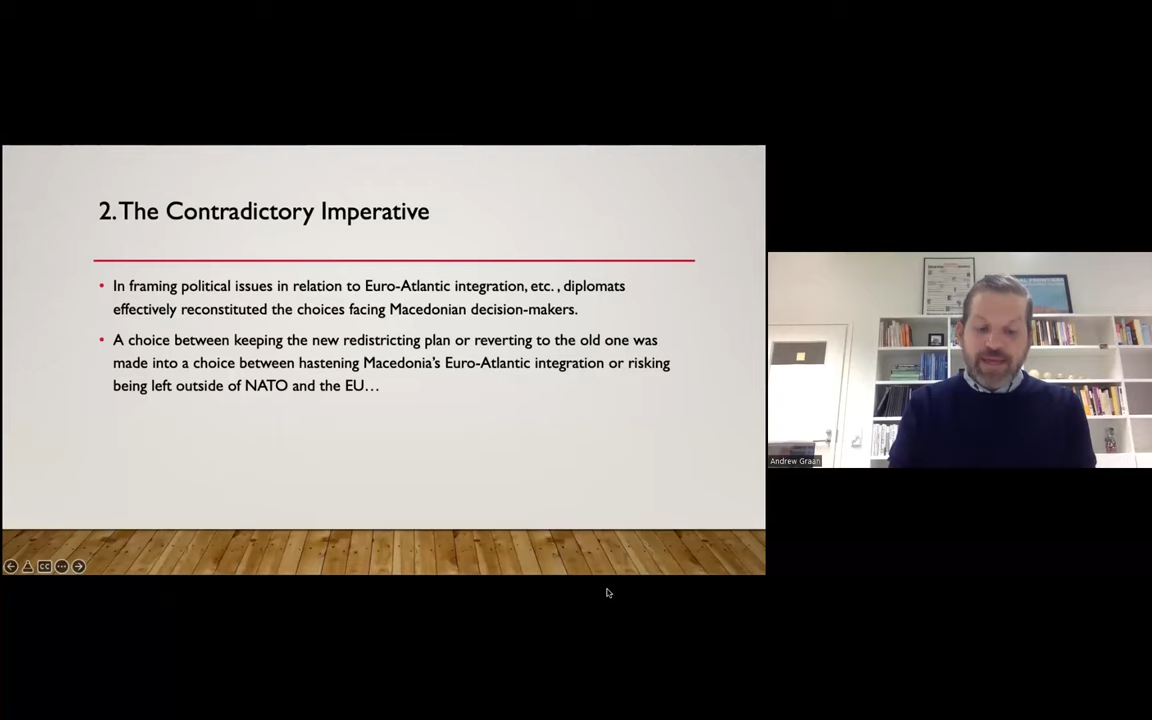 2. The Contradictory Imperative
• In framing political issues in relation to Euro-Atlantic integration, etc. , diplomats
effectively reconstituted the choices facing Macedonian decision-makers.
• A choice between keeping the new redistricting plan or reverting to the old one was
made into a choice between hastening Macedonia's Euro-Atlantic integration or risking
being left outside of NATO and the EU…
Andrew Graan
CC